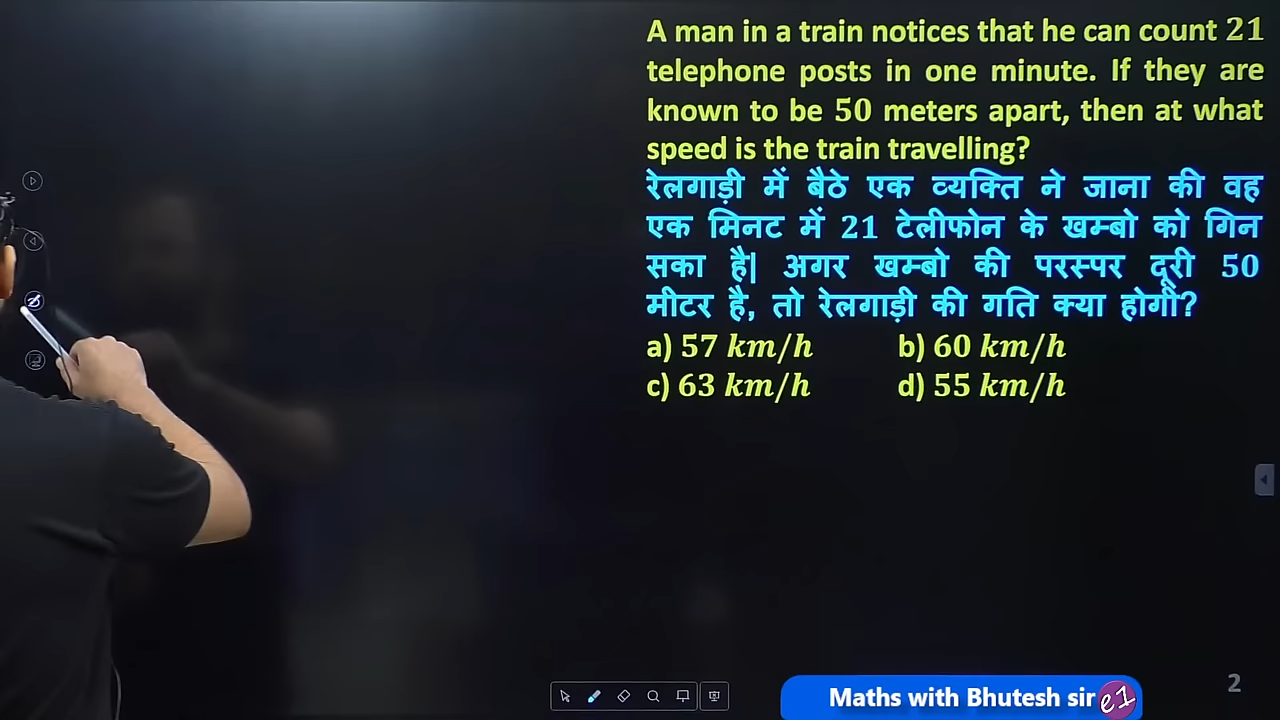 A man in a train notices that he can count 21
telephone posts in one minute. If they are
known to be 50 meters apart, then at what
speed is the train travelling?
रेलगाड़ी में बैठे एक व्यक्ति ने जाना की वह
एक मिनट में 21 टेलीफोन के खम्बो को गिन
सका है| अगर खम्बो की परस्पर दूरी 50
मीटर है, तो रेलगाड़ी की गति क्या होगी?
a) 57 km/h b) 60 km/h
c) 63 km/h d) 55 km/h
Maths with Bhutesh sir e1
2